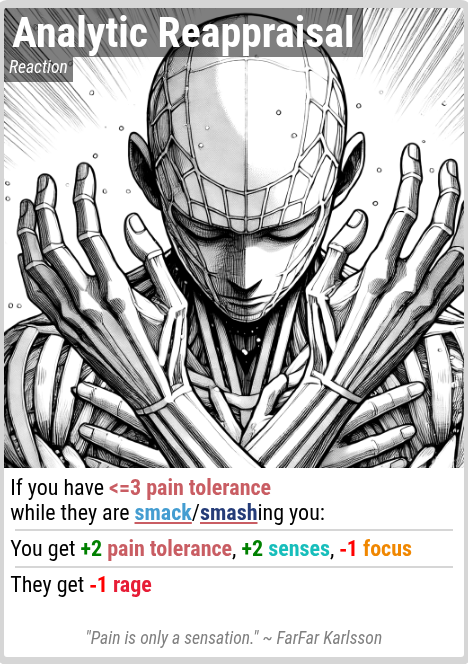 Analytic Reappraisal
Reaction
If you have <=3 pain tolerance
while they are smack/smashing you:
You get +2 pain tolerance, +2 senses, -1 focus
They get -1 rage
"Pain is only a sensation." ~ FarFar Karlsson